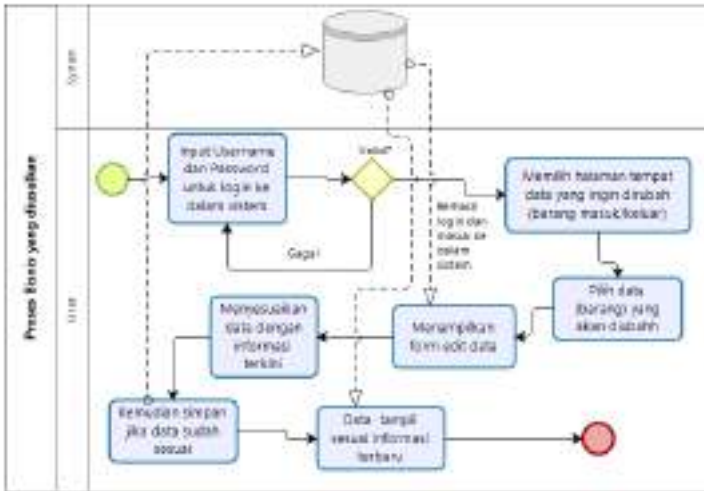 Proses Bisnis yang diusulkan
System
User
Input Username
dan Password
untuk login ke
dalam sistem
Valid?
Gagal
Berhasil
login dan
masuk ke
dalam
sistem
Memilih halaman tempat
data yang ingin dirubah
(barang masuk/keluar)
Pilih data
(barang) yang
akan diubahh
Menampilkan
form edit data
Menyesuaikan
data dengan
informasi
terkini
Kemudian simpan
jika data sudah
sesuai
Data tampil
sesuai informasi
terbaru